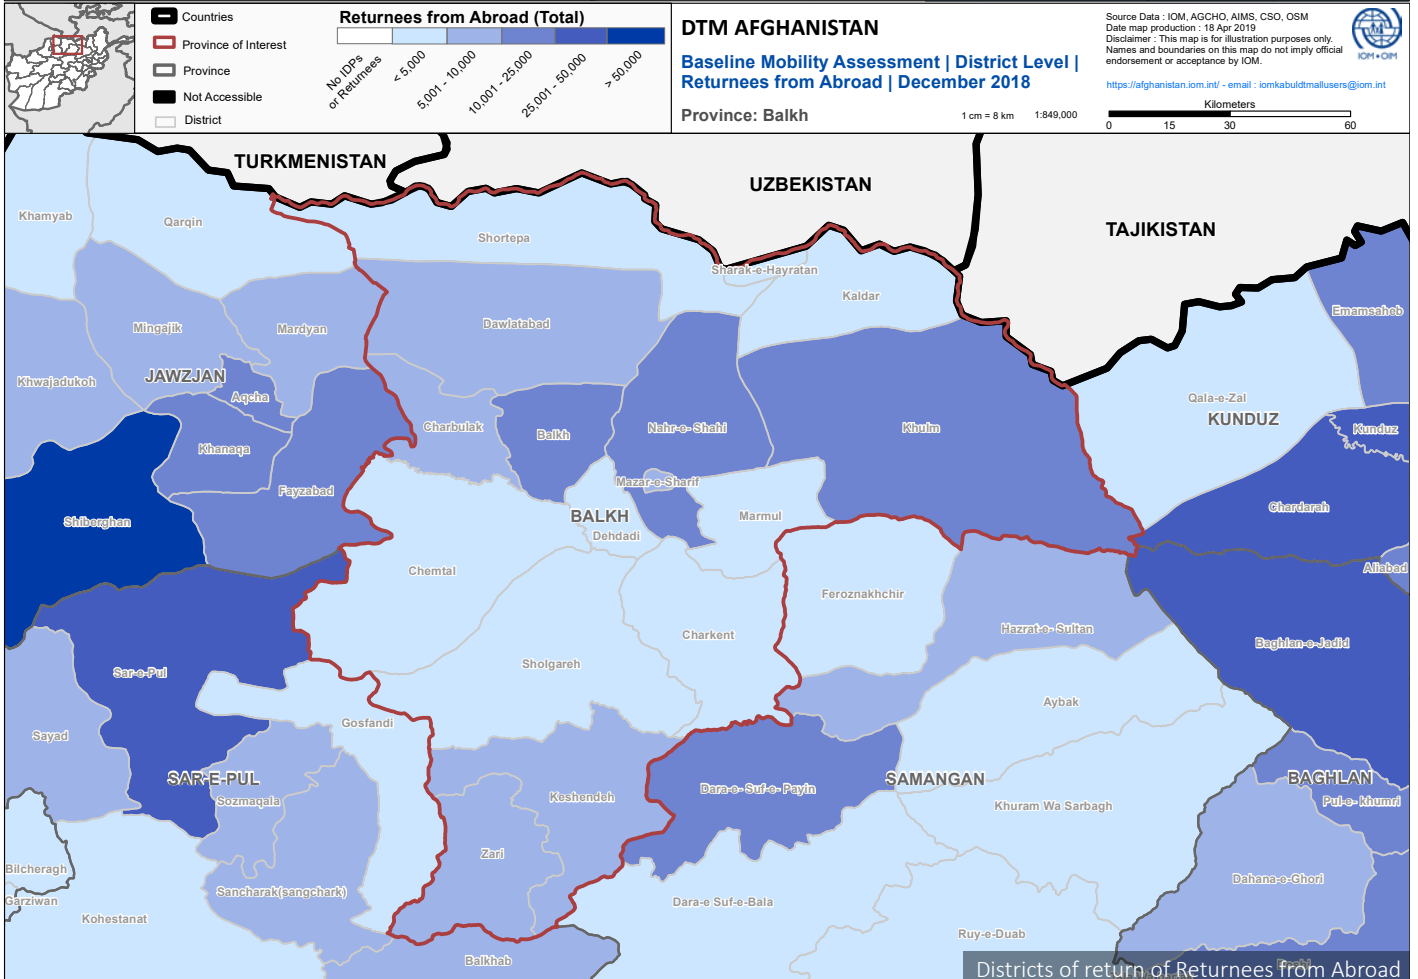 Countries
Province of Interest
Province
Not Accessible
District
Returnees from Abroad (Total)
No IDPs
or Returnees
< 5,000
5,001 - 10,000
10,001 - 25,000
25,001 - 50,000
> 50,000
DTM AFGHANISTAN
Baseline Mobility Assessment | District Level |
Returnees from Abroad | December 2018
Province: Balkh
1 cm = 8 km
1:849,000
Source Data : IOM, AGCHO, AIMS, CSO, OSM
Date map production : 18 Apr 2019
Disclaimer : This map is for illustration purposes only.
Names and boundaries on this map do not imply official
endorsement or acceptance by IOM.
https://afghanistan.iom.int/ - email : iomkabuldtmallusers@iom.int
IOM•OIM
Kilometers
0 15 30 60
TURKMENISTAN
UZBEKISTAN
TAJIKISTAN
Khamyab
Qarqin
Shortepa
Sharak-e-Hayratan
Kaldar
Emamsaheb
Mingajik
Mardyan
Dawlatabad
Khwajadukoh
JAWZJAN
Aqcha
Qala-e-Zal
KUNDUZ
Charbulak
Balkh
Nahr-e- Shahi
Khulm
Kunduz
Khanaqa
Fayzabad
Mazar-e-Sharif
Chardarah
Shiberghan
BALKH
Marmul
Dehdadi
Chemtal
Aliabad
Feroznakhchir
Hazrat-e- Sultan
Charkent
Baghlan-e-Jadid
Sholgareh
Sar-e-Pul
Aybak
Gosfandi
Sayad
SAR-E-PUL
SAMANGAN
BAGHLAN
Sozmaqala
Keshendeh
Dara-e- Suf-e- Payin
Khuram Wa Sarbagh
Pul-e- khumri
Zari
Bilcheragh
Dahana-e-Ghori
Sancharak(sangchark)
Garziwan
Dara-e Suf-e-Bala
Kohestanat
Ruy-e-Duab
Balkhab
Districts of return of Returnees from Abroad